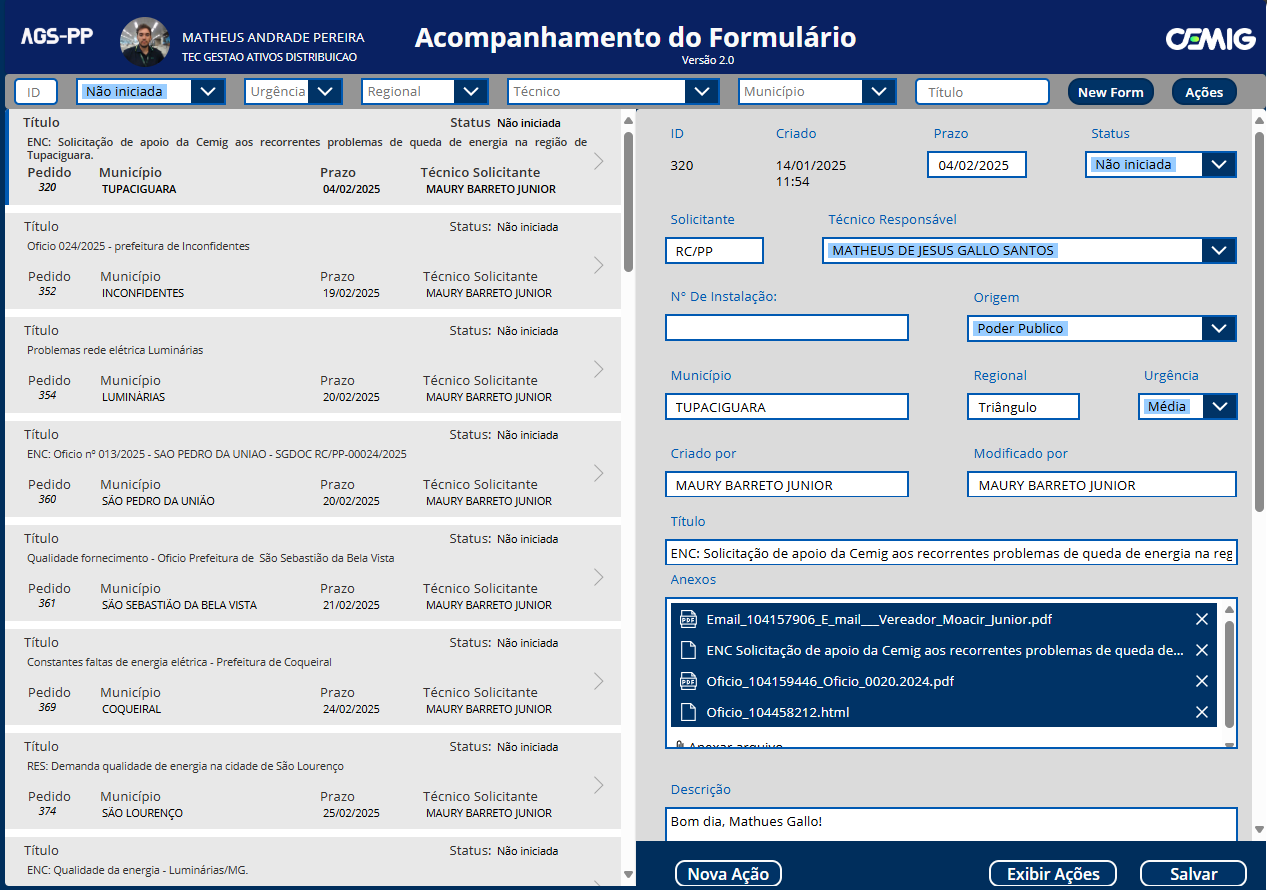 AGS-PP
MATHEUS ANDRADE PEREIRA
TEC GESTAO ATIVOS DISTRIBUICAO
Acompanhamento do Formulário
Versão 2.0
CEMIG
ID
Não iniciada
Urgência
Regional
Técnico
Município
Título
New Form
Ações
Título
Status Não iniciada
ENC: Solicitação de apoio da Cemig aos recorrentes problemas de queda de energia na região de
Tupaciguara.
Pedido Município Prazo Técnico Solicitante
320 TUPACIGUARA 04/02/2025 MAURY BARRETO JUNIOR
Título
Status: Não iniciada
Oficio 024/2025 - prefeitura de Inconfidentes
Pedido Município Prazo Técnico Solicitante
352 INCONFIDENTES 19/02/2025 MAURY BARRETO JUNIOR
Título
Status: Não iniciada
Problemas rede elétrica Luminárias
Pedido Município Prazo Técnico Solicitante
354 LUMINÁRIAS 20/02/2025 MAURY BARRETO JUNIOR
Título
Status: Não iniciada
ENC: Oficio nº 013/2025 - SAO PEDRO DA UNIAO - SGDOC RC/PP-00024/2025
Pedido Município Prazo Técnico Solicitante
360 SÃO PEDRO DA UNIÃO 20/02/2025 MAURY BARRETO JUNIOR
Título
Status: Não iniciada
Qualidade fornecimento - Oficio Prefeitura de São Sebastião da Bela Vista
Pedido Município Prazo Técnico Solicitante
361 SÃO SEBASTIÃO DA BELA VISTA 21/02/2025 MAURY BARRETO JUNIOR
Título
Status: Não iniciada
Constantes faltas de energia elétrica - Prefeitura de Coqueiral
Pedido Município Prazo Técnico Solicitante
369 COQUEIRAL 24/02/2025 MAURY BARRETO JUNIOR
Título
Status: Não iniciada
RES: Demanda qualidade de energia na cidade de São Lourenço
Pedido Município Prazo Técnico Solicitante
374 SÃO LOURENÇO 25/02/2025 MAURY BARRETO JUNIOR
Título
Status: Não iniciada
ENC: Qualidade da energia - Luminárias/MG.
ID Criado Prazo Status
320 14/01/2025 04/02/2025 Não iniciada
11:54
Solicitante Técnico Responsável
RC/PP MATHEUS DE JESUS GALLO SANTOS
N° De Instalação: Origem
Poder Publico
Município Regional Urgência
TUPACIGUARA Triângulo Média
Criado por Modificado por
MAURY BARRETO JUNIOR MAURY BARRETO JUNIOR
Título
ENC: Solicitação de apoio da Cemig aos recorrentes problemas de queda de energia na reg
Anexos
Email_104157906_E_mail___Vereador_Moacir_Junior.pdf
ENC Solicitação de apoio da Cemig aos recorrentes problemas de queda de...
Oficio_104159446_Oficio_0020.2024.pdf
Oficio_104458212.html
Anexar arquivo
Descrição
Bom dia, Mathues Gallo!
Nova Ação
Exibir Ações
Salvar